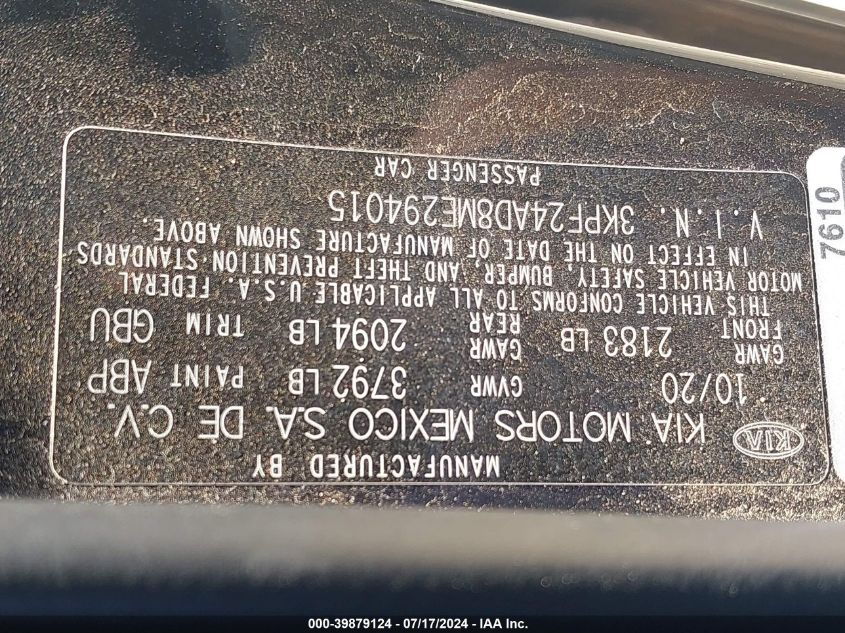 MANUFACTURED BY
KIA KIA MOTORS MEXICO S.A. DE C.V.
10/20 GVWR 3792 LB PAINT ABP
GAWR FRONT 2183 LB GAWR REAR 2094 LB TRIM GBU
THIS VEHICLE CONFORMS TO ALL APPLICABLE U.S.A. FEDERAL
MOTOR VEHICLE SAFETY, BUMPER, AND THEFT PREVENTION STANDARDS
IN EFFECT ON THE DATE OF MANUFACTURE SHOWN ABOVE.
V.I.N. 3KPF24AD8ME294015
PASSENGER CAR
7610
000-39879124 - 07/17/2024 - IAA Inc.